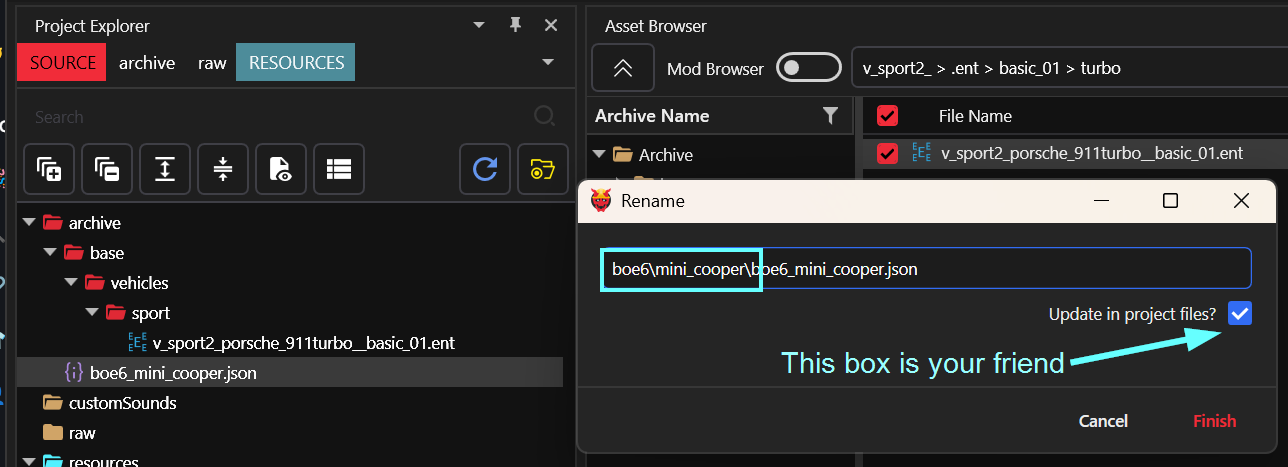 Project Explorer
SOURCE archive raw RESOURCES
Search
archive
base
vehicles
sport
v_sport2_porsche_911turbo__basic_01.ent
boe6_mini_cooper.json
customSounds
raw
resources
Asset Browser
Mod Browser
v_sport2_ > .ent > basic_01 > turbo
Archive Name
File Name
Archive
v_sport2_porsche_911turbo__basic_01.ent
Rename
boe6\mini_cooper\boe6_mini_cooper.json
Update in project files?
This box is your friend
Cancel Finish